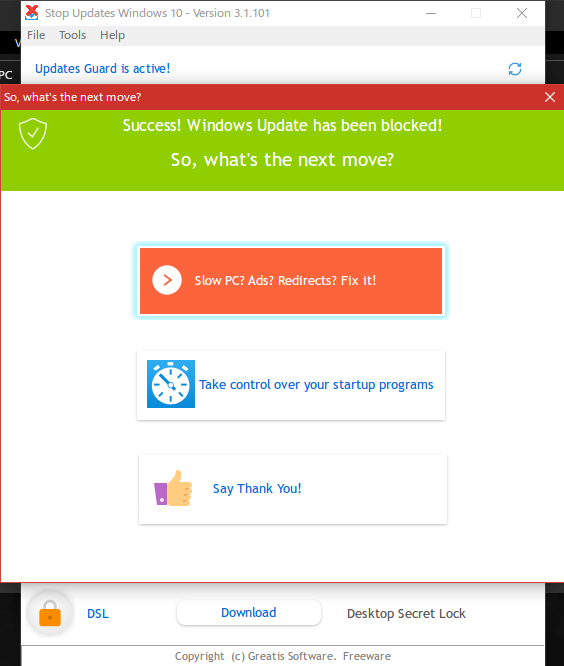 Stop Updates Windows 10 - Version 3.1.101
File Tools Help
V
Updates Guard is active!
PC
So, what's the next move?
Success! Windows Update has been blocked!
So, what's the next move?
Slow PC? Ads? Redirects? Fix it!
Take control over your startup programs
Say Thank You!
DSL Download Desktop Secret Lock
Copyright (c) Greatis Software. Freeware